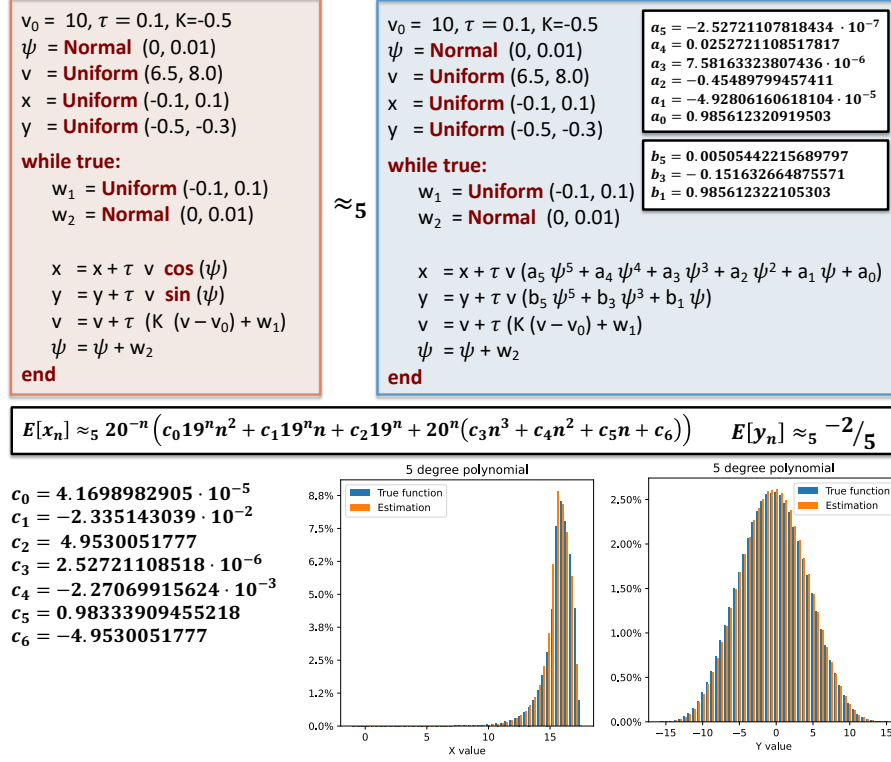 v₀ = 10, τ = 0.1, K=-0.5
ψ = Normal (0, 0.01)
v = Uniform (6.5, 8.0)
x = Uniform (-0.1, 0.1)
y = Uniform (-0.5, -0.3)
while true:
w₁ = Uniform (-0.1, 0.1)
w₂ = Normal (0, 0.01)
x = x + τ v cos (ψ)
y = y + τ v sin (ψ)
v = v + τ (K (v – v₀) + w₁)
ψ = ψ + w₂
end
≈₅
v₀ = 10, τ = 0.1, K=-0.5
ψ = Normal (0, 0.01)
v = Uniform (6.5, 8.0)
x = Uniform (-0.1, 0.1)
y = Uniform (-0.5, -0.3)
while true:
w₁ = Uniform (-0.1, 0.1)
w₂ = Normal (0, 0.01)
x = x + τ v (a₅ ψ⁵ + a₄ ψ⁴ + a₃ ψ³ + a₂ ψ² + a₁ ψ + a₀)
y = y + τ v (b₅ ψ⁵ + b₃ ψ³ + b₁ ψ)
v = v + τ (K (v – v₀) + w₁)
ψ = ψ + w₂
end
a₅ = −2.52721107818434 · 10⁻⁷
a₄ = 0.0252721108517817
a₃ = 7.58163323807436 · 10⁻⁶
a₂ = −0.45489799457411
a₁ = −4.92806160618104 · 10⁻⁵
a₀ = 0.985612320919503
b₅ = 0.00505442215689797
b₃ = − 0.151632664875571
b₁ = 0.985612322105303
E[xₙ] ≈₅ 20⁻ⁿ (c₀19ⁿn² + c₁19ⁿn + c₂19ⁿ + 20ⁿ(c₃n³ + c₄n² + c₅n + c₆)) E[yₙ] ≈₅ −2/5
c₀ = 4.1698982905 · 10⁻⁵
c₁ = −2.335143039 · 10⁻²
c₂ = 4.9530051777
c₃ = 2.52721108518 · 10⁻⁶
c₄ = −2.27069915624 · 10⁻³
c₅ = 0.98333909455218
c₆ = −4.9530051777
5 degree polynomial
True function
Estimation
8.8%
7.5%
6.2%
5.0%
3.8%
2.5%
1.2%
0.0%
0 5 10 15
X value
5 degree polynomial
True function
Estimation
2.50%
2.00%
1.50%
1.00%
0.50%
0.00%
−15 −10 −5 0 5 10 15
Y value